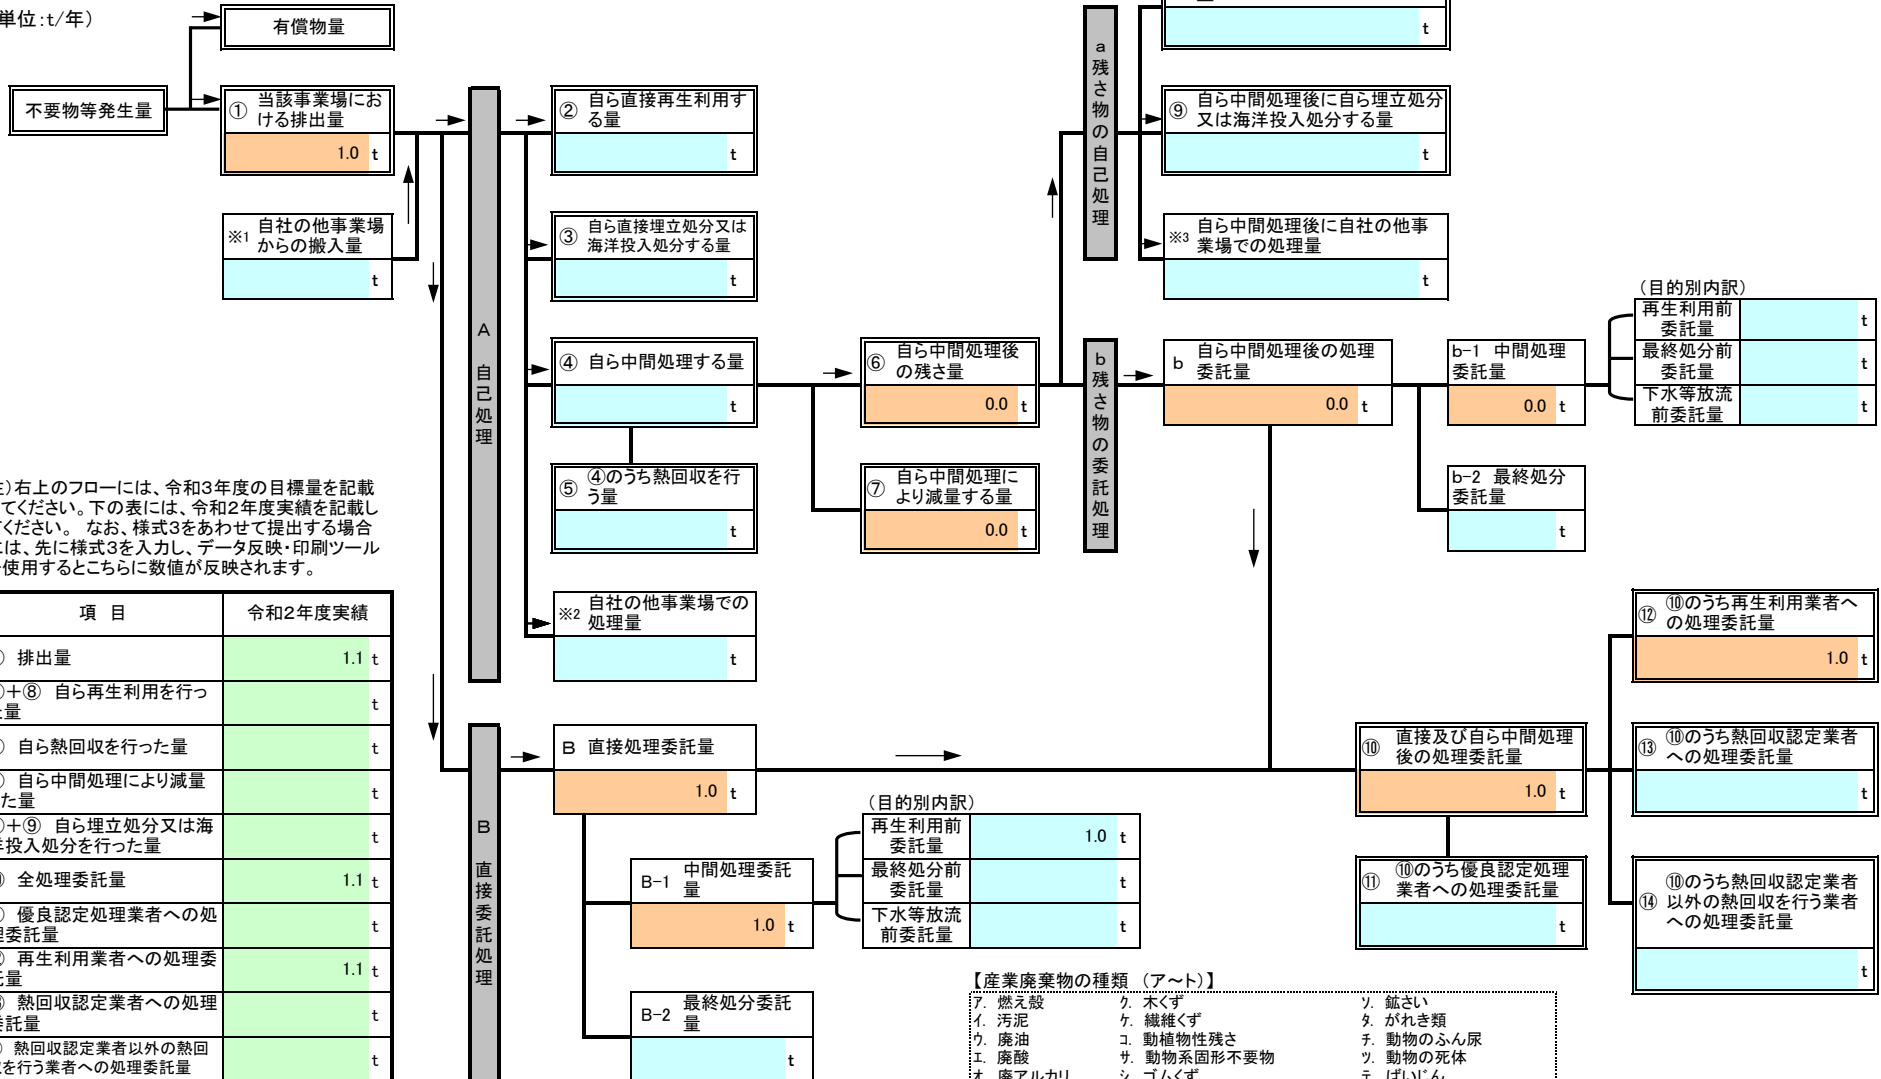 単位:t/年)
有償物量
不要物等発生量
① 当該事業場にお
ける排出量
1.0 t
※1 自社の他事業場
からの搬入量
t
A 自己処理
② 自ら直接再生利用す
る量
t
③ 自ら直接埋立処分又は
海洋投入処分する量
t
④ 自ら中間処理する量
t
⑤ ④のうち熱回収を行
う量
t
※2 自社の他事業場での
処理量
t
⑥ 自ら中間処理後
の残さ量
0.0 t
⑦ 自ら中間処理に
より減量する量
0.0 t
a 残さ物の自己処理
t
⑨ 自ら中間処理後に自ら埋立処分
又は海洋投入処分する量
t
※3 自ら中間処理後に自社の他事
業場での処理量
t
b 残さ物の委託処理
b 自ら中間処理後の処理
委託量
0.0 t
b-1 中間処理
委託量
0.0 t
(目的別内訳)
再生利用前
委託量
t
最終処分前
委託量
t
下水等放流
前委託量
t
b-2 最終処分
委託量
t
)右上のフローには、令和3年度の目標量を記載
てください。下の表には、令和2年度実績を記載し
ください。 なお、様式3をあわせて提出する場合
は、先に様式3を入力し、データ反映・印刷ツール
使用するとこちらに数値が反映されます。
項 目 令和2年度実績
) 排出量 1.1 t
)+⑧ 自ら再生利用を行っ
量 t
) 自ら熱回収を行った量 t
) 自ら中間処理により減量
た量 t
)+⑨ 自ら埋立処分又は海
投入処分を行った量 t
) 全処理委託量 1.1 t
) 優良認定処理業者への処
委託量 t
) 再生利用業者への処理委
量 1.1 t
) 熱回収認定業者への処理
託量 t
) 熱回収認定業者以外の熱回
を行う業者への処理委託量 t
B 直接委託処理
B 直接処理委託量
1.0 t
B-1 中間処理委託
量
1.0 t
(目的別内訳)
再生利用前
委託量
1.0 t
最終処分前
委託量
t
下水等放流
前委託量
t
B-2 最終処分委託
量
t
⑩ 直接及び自ら中間処理
後の処理委託量
1.0 t
⑪ ⑩のうち優良認定処理
業者への処理委託量
t
⑫ ⑩のうち再生利用業者へ
の処理委託量
1.0 t
⑬ ⑩のうち熱回収認定業者
への処理委託量
t
⑭ ⑩のうち熱回収認定業者
以外の熱回収を行う業者
への処理委託量
t
【産業廃棄物の種類 (ア~ト)】
ア. 燃え殻 ク. 木くず ソ. 鉱さい
イ. 汚泥 ケ. 繊維くず タ. がれき類
ウ. 廃油 コ. 動植物性残さ チ. 動物のふん尿
エ. 廃酸 サ. 動物系固形不要物 ツ. 動物の死体
オ. 廃アルカリ シ. ゴムくず テ. ばいじん